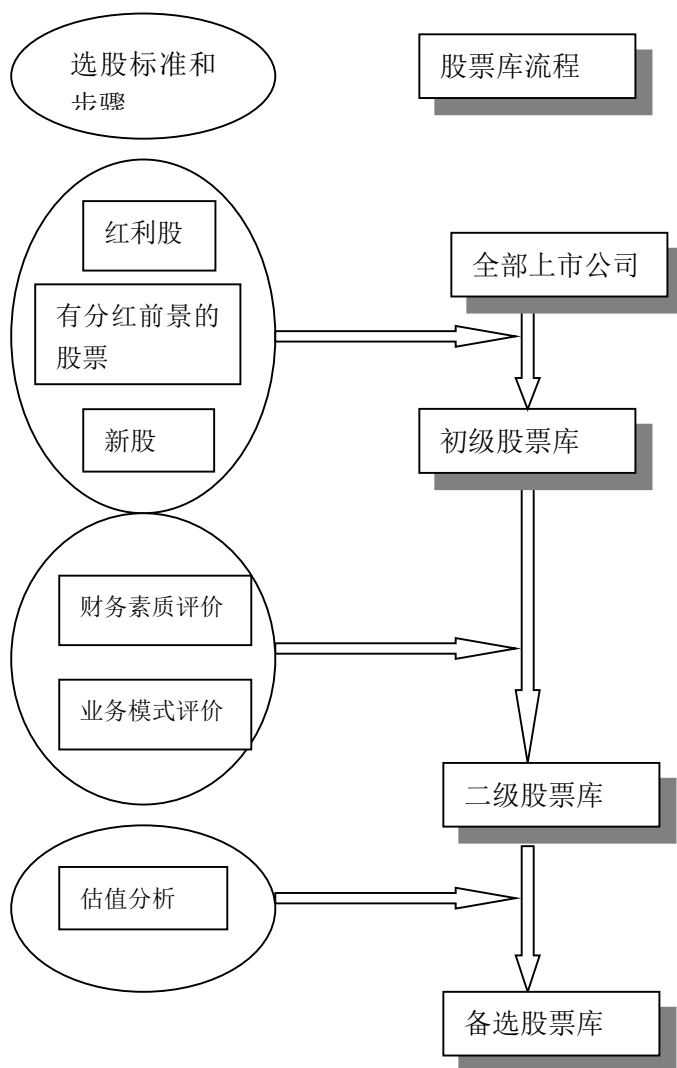 选股标准和
步骤
股票库流程
红利股
有分红前景的
股票
新股
全部上市公司
初级股票库
财务素质评价
业务模式评价
二级股票库
估值分析
备选股票库